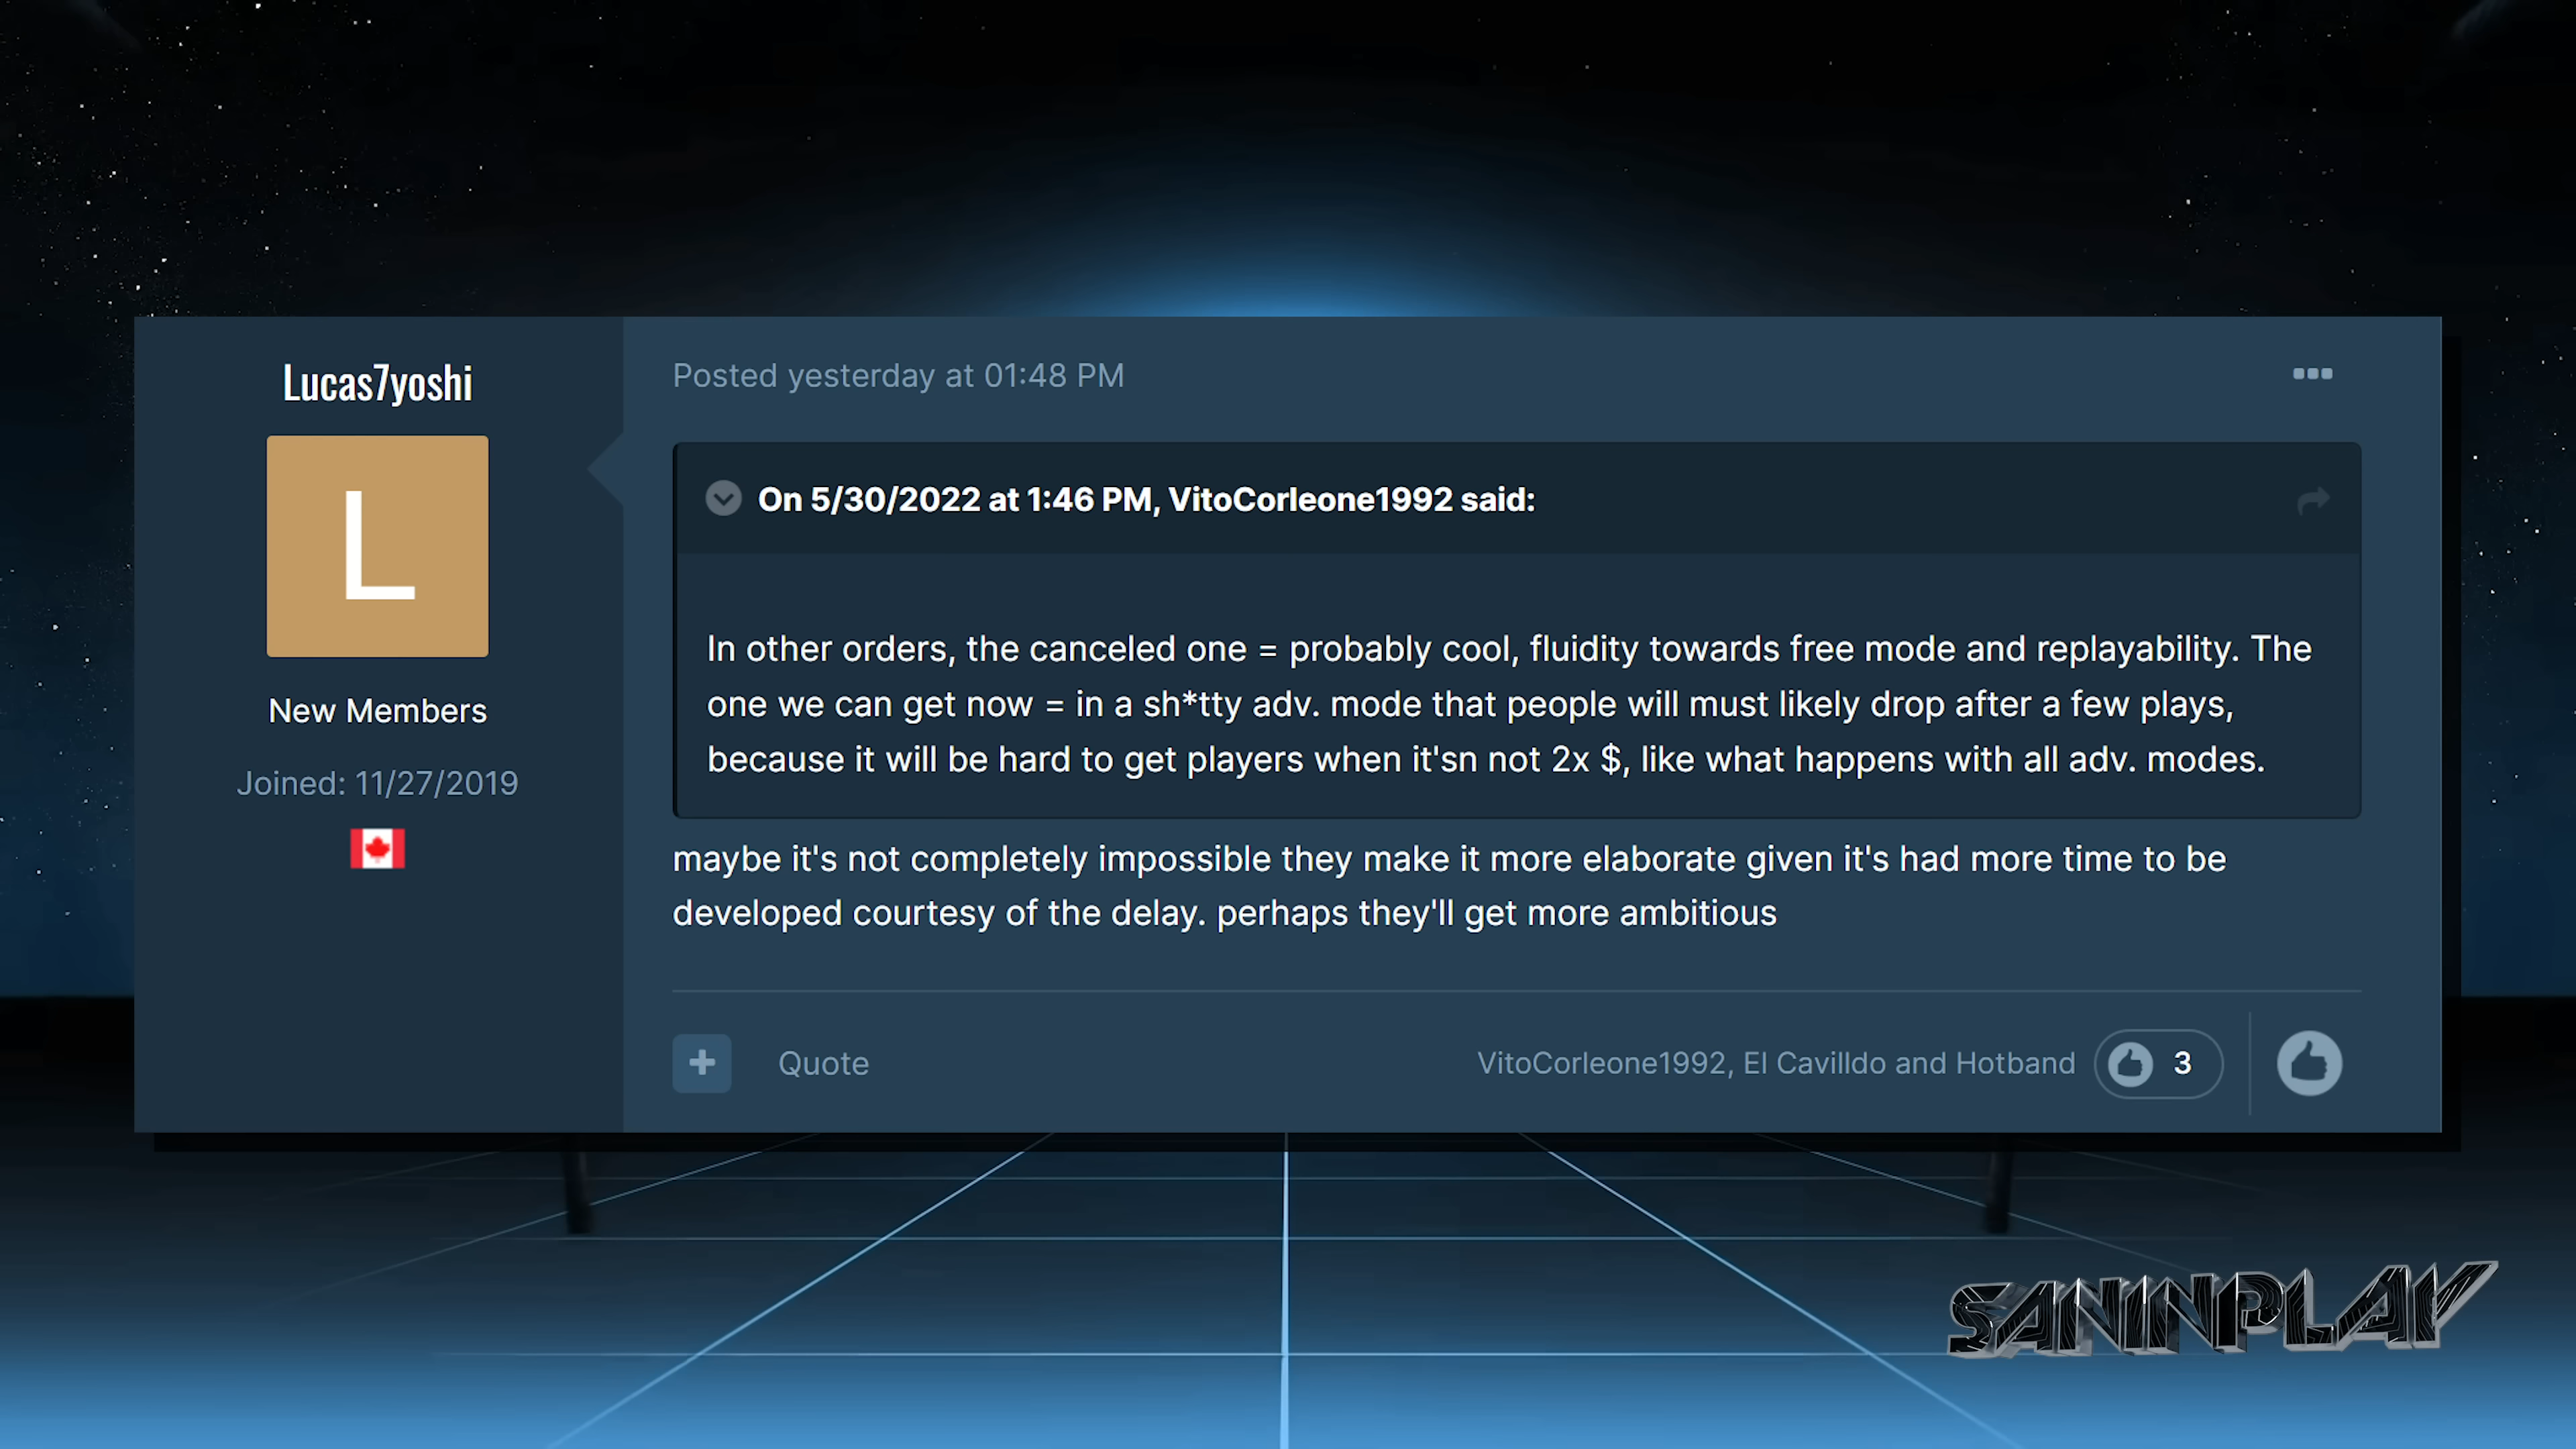 Lucas7yoshi
L
New Members
Joined: 11/27/2019
Posted yesterday at 01:48 PM
On 5/30/2022 at 1:46 PM, VitoCorleone1992 said:
In other orders, the canceled one = probably cool, fluidity towards free mode and replayability. The
one we can get now = in a sh*tty adv. mode that people will must likely drop after a few plays,
because it will be hard to get players when it'sn not 2x $, like what happens with all adv. modes.
maybe it's not completely impossible they make it more elaborate given it's had more time to be
developed courtesy of the delay. perhaps they'll get more ambitious
+ Quote
VitoCorleone1992, El Cavilldo and Hotband 3
SANINPLAY